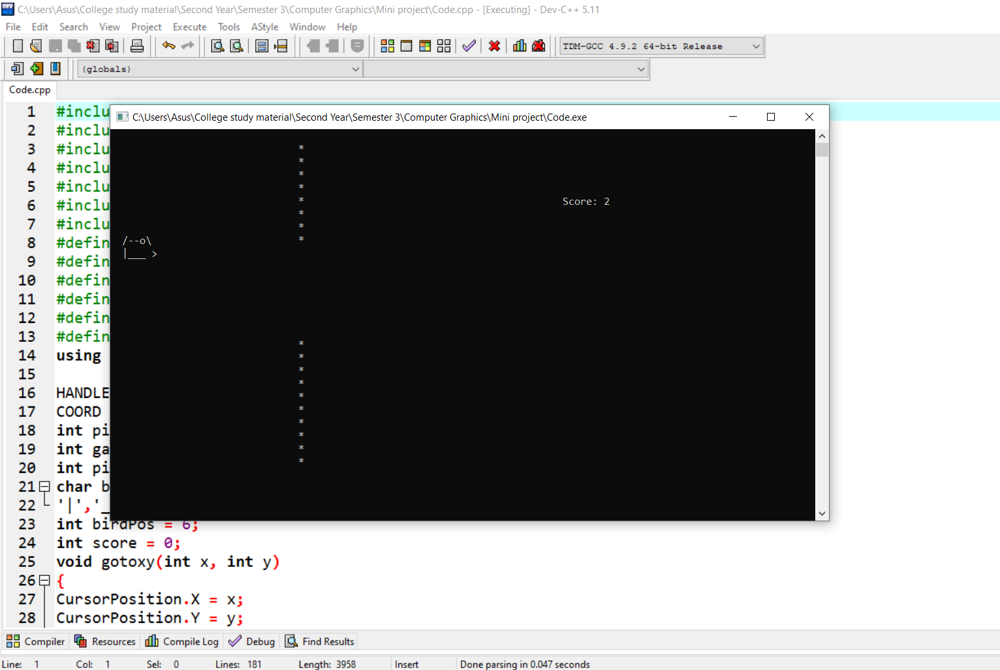 C:\Users\Asus\College study material\Second Year\Semester 3\Computer Graphics\Mini project\Code.cpp - [Executing] - Dev-C++ 5.11
File Edit Search View Project Execute Tools AStyle Window Help
TDM-GCC 4.9.2 64-bit Release
(globals)
Code.cpp
1 #inclu
C:\Users\Asus\College study material\Second Year\Semester 3\Computer Graphics\Mini project\Code.exe
2 #inclu
3 #inclu
4 #inclu
5 #inclu
6 #inclu
7 #inclu
8 #defin
9 #defin
10 #defin
11 #defin
12 #defin
13 #defin
14 using
15
16 HANDLE
17 COORD
18 int pi
19 int ga
20 int pi
21 char b
22 '|','_
*
*
*
*
* Score: 2
*
*
/--o\ *
|___ >
*
*
*
*
*
*
*
*
*
*
23 int birdPos = 6;
24 int score = 0;
25 void gotoxy(int x, int y)
26 {
27 CursorPosition.X = x;
28 CursorPosition.Y = y;
Compiler Resources Compile Log Debug Find Results
Line: 1 Col: 1 Sel: 0 Lines: 181 Length: 3958 Insert Done parsing in 0.047 seconds